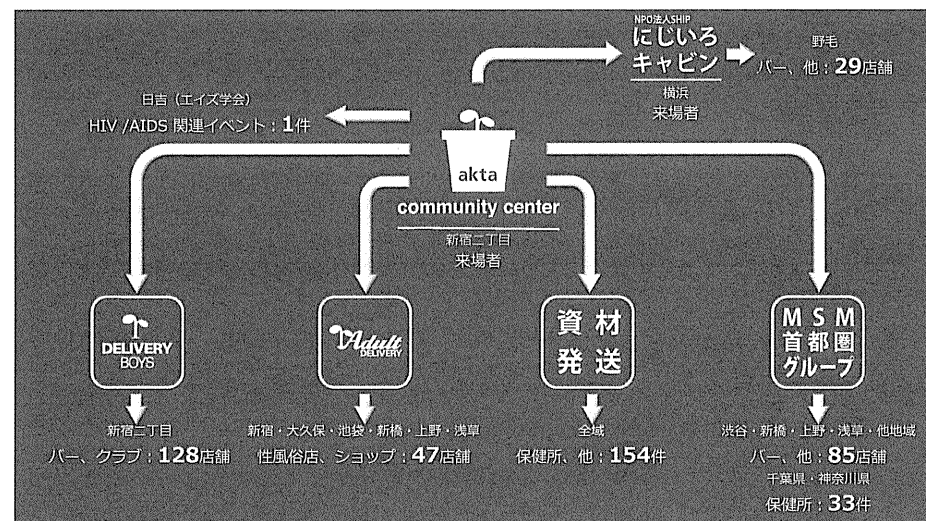 NPO法人SHIP
にじいろ
キャビン
横浜
来場者
野毛
バー、他：29店舗
日吉（エイズ学会）
HIV /AIDS 関連イベント：1件
akta
community center
新宿二丁目
来場者
DELIVERY
BOYS
新宿二丁目
バー、クラブ：128店舗
Adult
DELIVERY
新宿・大久保・池袋・新橋・上野・浅草
性風俗店、ショップ：47店舗
資材
発送
全域
保健所、他：154件
MSM
首都圏
グループ
渋谷・新橋・上野・浅草・他地域
バー、他：85店舗
千葉県・神奈川県
保健所：33件